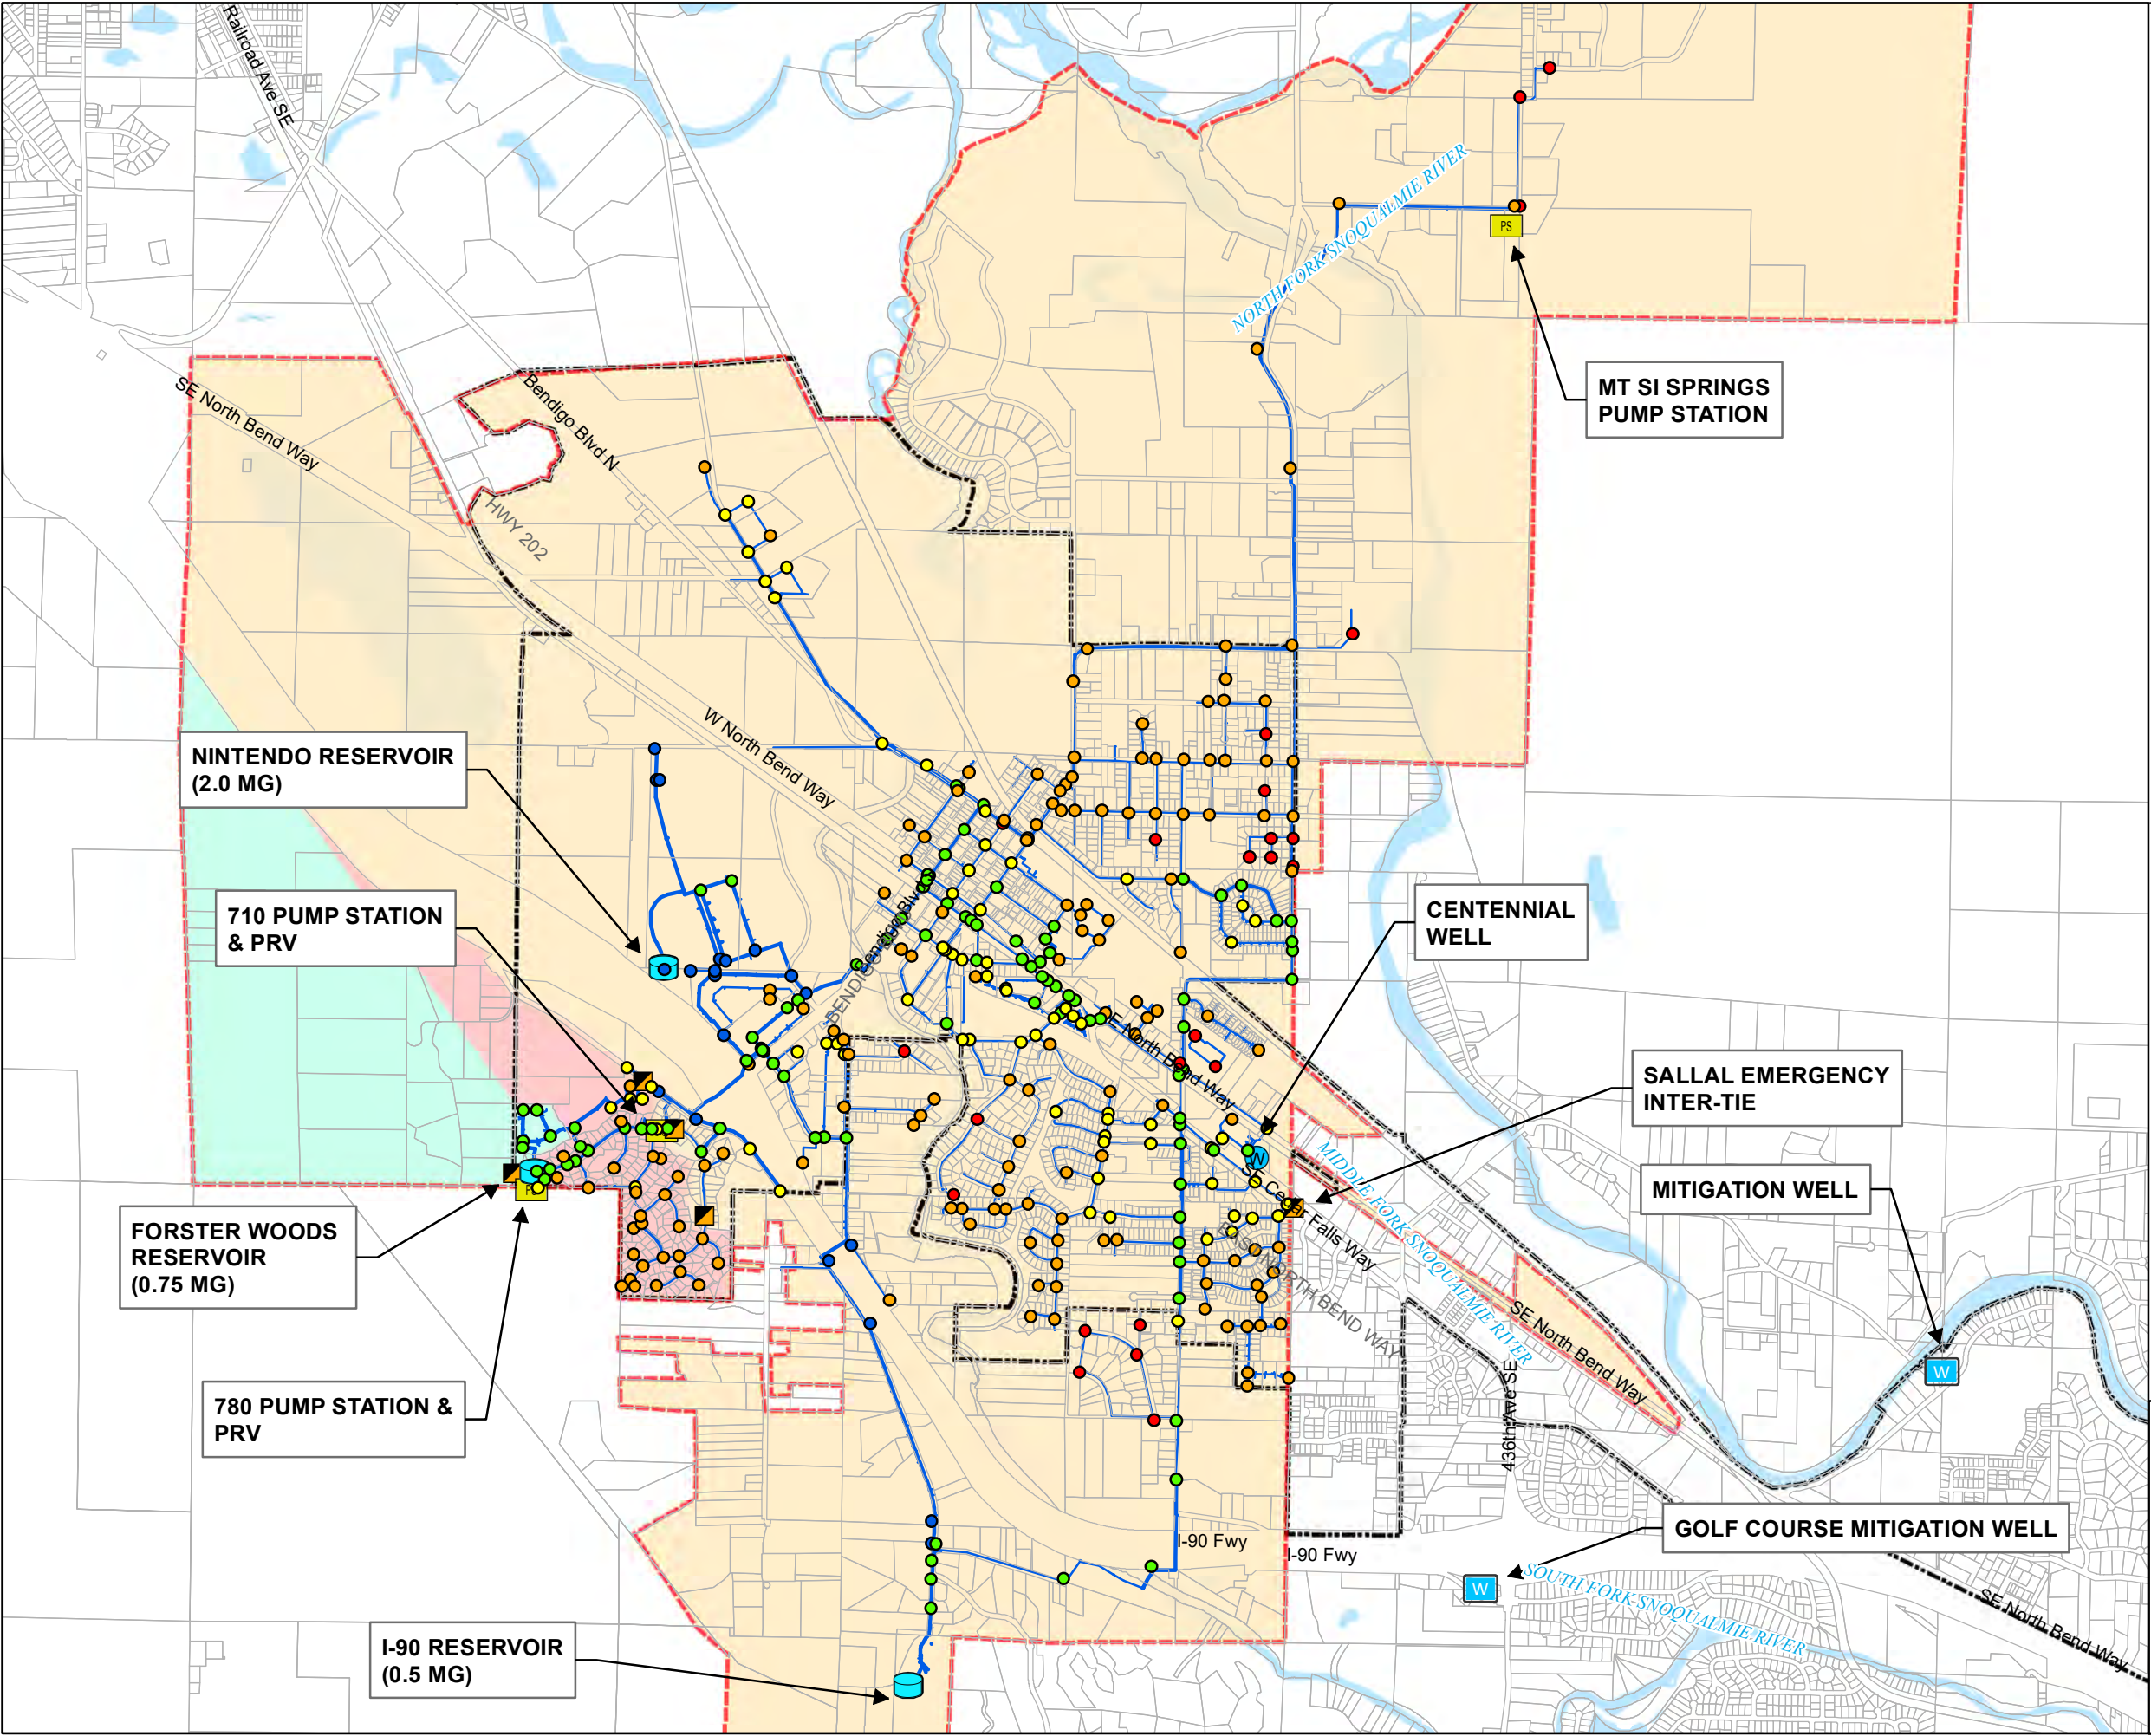 Railroad Ave SE
NORTH FORK SNOQUALMIE RIVER
PS
MT SI SPRINGS
PUMP STATION
SE North Bend Way
Bendigo Blvd N
HWY 202
W North Bend Way
NINTENDO RESERVOIR
(2.0 MG)
710 PUMP STATION
& PRV
CENTENNIAL
WELL
W
SALLAL EMERGENCY
INTER-TIE
MITIGATION WELL
W
MIDDLE FORK SNOQUALMIE RIVER
SE Cedar Falls Way
FORSTER WOODS
RESERVOIR
(0.75 MG)
780 PUMP STATION &
PRV
SE North Bend Way
436th Ave SE
GOLF COURSE MITIGATION WELL
W
I-90 Fwy
I-90 Fwy
SOUTH FORK SNOQUALMIE RIVER
SE North Bend Way
I-90 RESERVOIR
(0.5 MG)